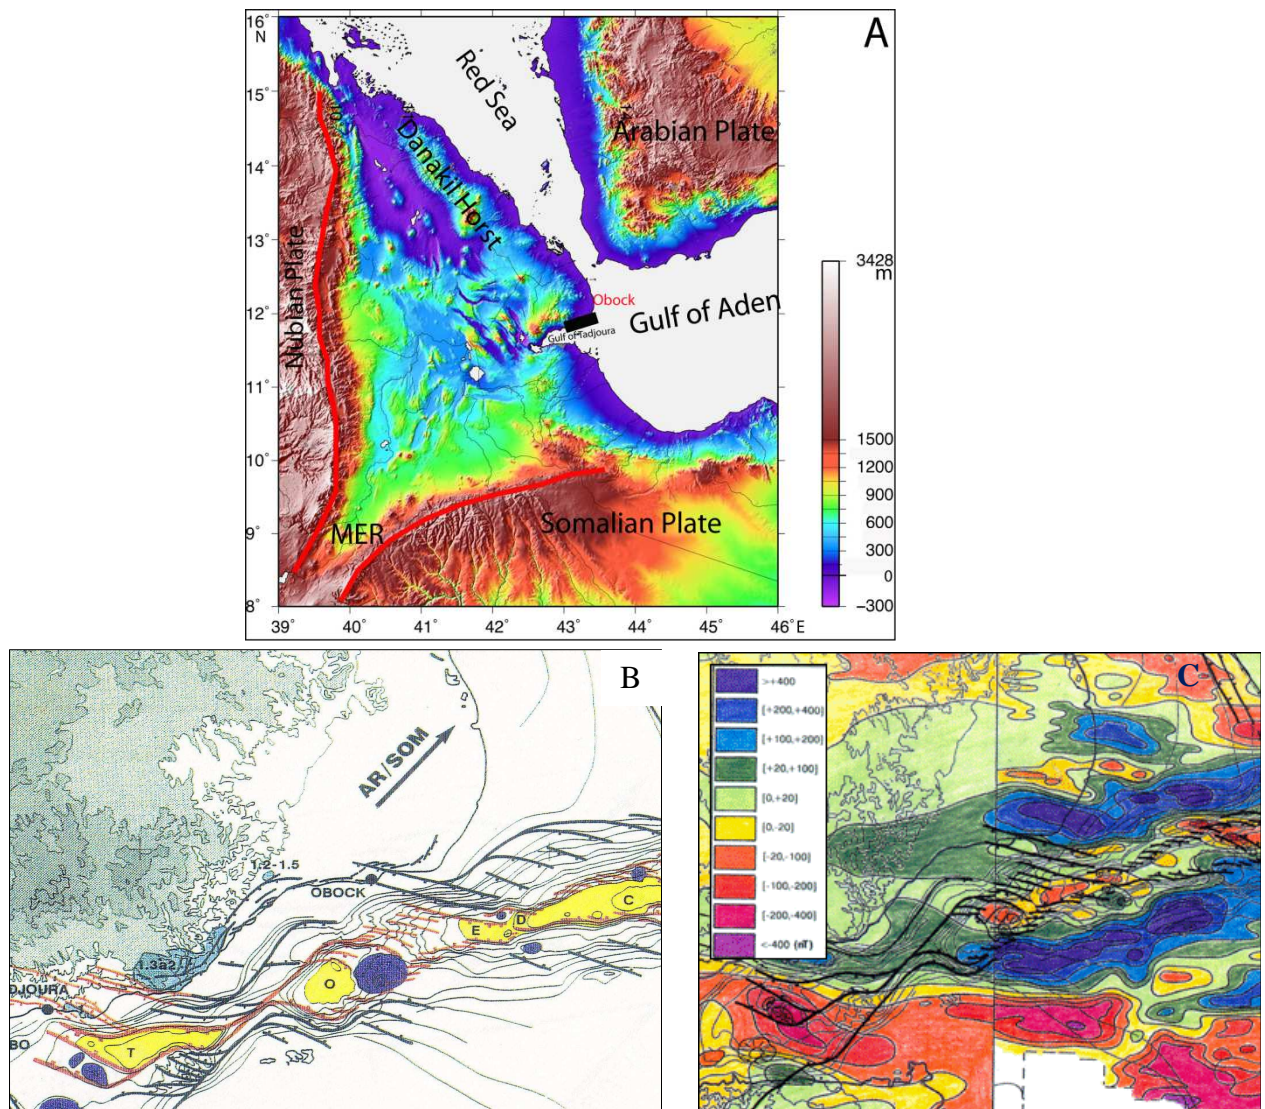 A
16°
N
15°
14°
13°
12°
11°
10°
9°
8°
39
40
41
42
43
44
45
46°E
Red Sea
Arabian Plate
Danakil Horst
Nubian Plate
Obock
Gulf of Aden
Gulf of Tadjoura
MER
Somalian Plate
3428
m
1500
1200
900
600
300
0
−300
B
AR/SOM
1.2-1.5
OBOCK
1.3a2
DJOURA
BO
T
O
E
D
C
C
>+400
[+200,+400]
[+100,+200]
[+20,+100]
[0,+20]
[0,-20]
[-20,-100]
[-100,-200]
[-200,-400]
<-400 (nT)